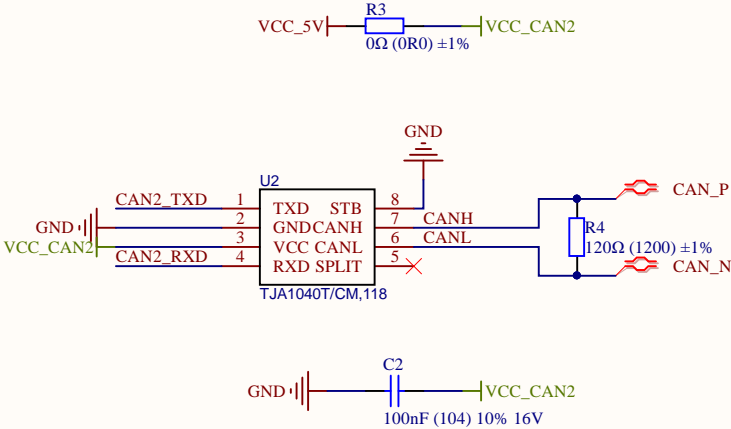 R3
VCC_5V VCC_CAN2
0Ω (0R0) ±1%
GND
U2
CAN2_TXD 1 TXD STB 8 CAN_P
GND 2 GND CANH 7 CANH R4
VCC_CAN2 3 VCC CANL 6 CANL 120Ω (1200) ±1%
CAN2_RXD 4 RXD SPLIT 5 CAN_N
TJA1040T/CM,118
C2
GND VCC_CAN2
100nF (104) 10% 16V